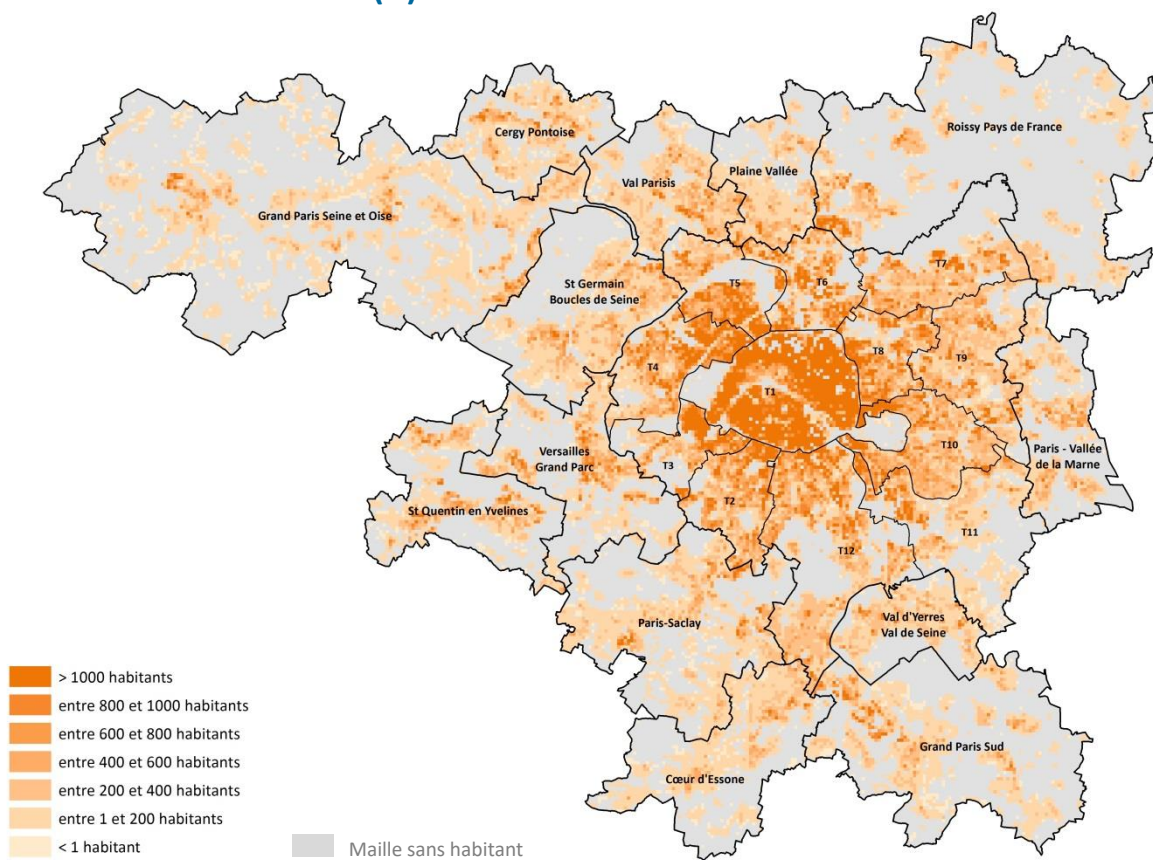 Cergy Pontoise
Roissy Pays de France
Val Parisis
Plaine Vallée
Grand Paris Seine et Oise
St Germain
Boucles de Seine
T5
T6
T7
T4
T8
T9
T1
T10
Paris - Vallée
de la Marne
Versailles
Grand Parc
T3
T2
St Quentin en Yvelines
T11
T12
Paris-Saclay
Val d'Yerres
Val de Seine
Grand Paris Sud
Cœur d'Essone
> 1000 habitants
entre 800 et 1000 habitants
entre 600 et 800 habitants
entre 400 et 600 habitants
entre 200 et 400 habitants
entre 1 et 200 habitants
< 1 habitant
Maille sans habitant